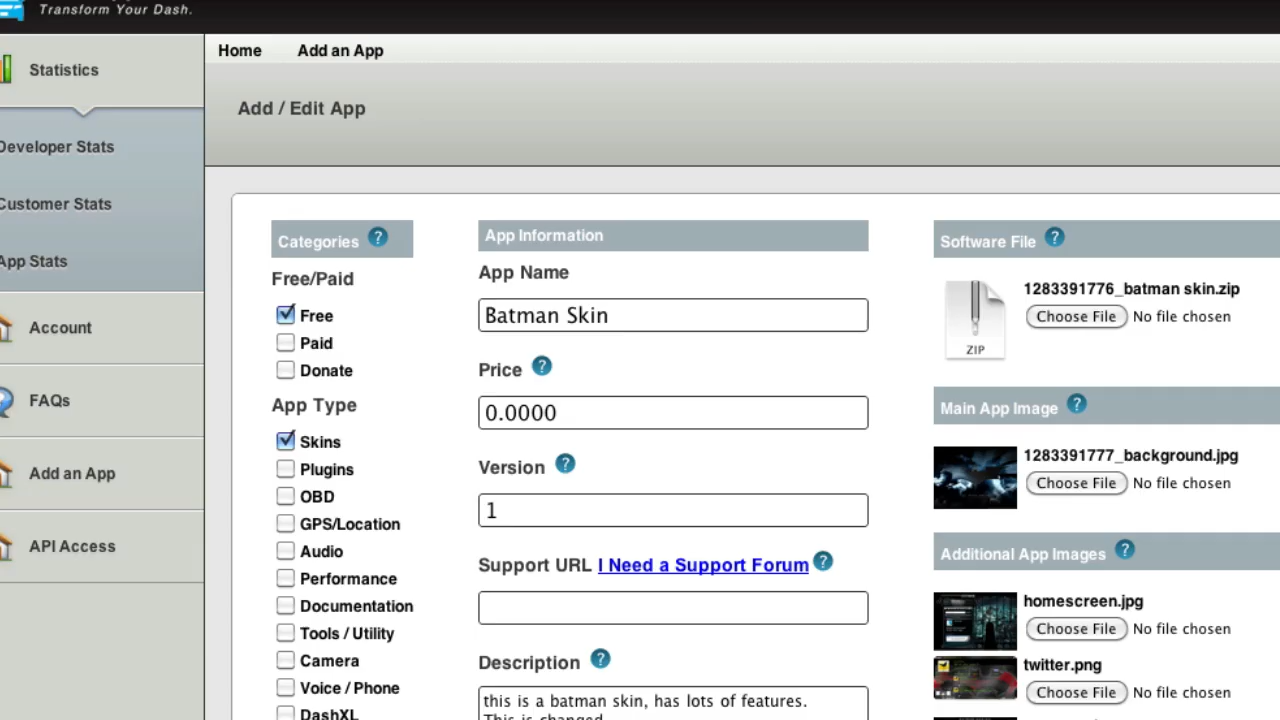 Transform Your Dash.
Home Add an App
Statistics
Add / Edit App
Developer Stats
Customer Stats
App Stats
Account
FAQs
Add an App
API Access
Categories ?
Free/Paid
Free
Paid
Donate
App Type
Skins
Plugins
OBD
GPS/Location
Audio
Performance
Documentation
Tools / Utility
Camera
Voice / Phone
DashXL
App Information
App Name
Batman Skin
Price ?
0.0000
Version ?
1
Support URL I Need a Support Forum ?
Description ?
this is a batman skin, has lots of features.
This is changed
Software File ?
ZIP
1283391776_batman skin.zip
Choose File No file chosen
Main App Image ?
1283391777_background.jpg
Choose File No file chosen
Additional App Images ?
homescreen.jpg
Choose File No file chosen
twitter.png
Choose File No file chosen